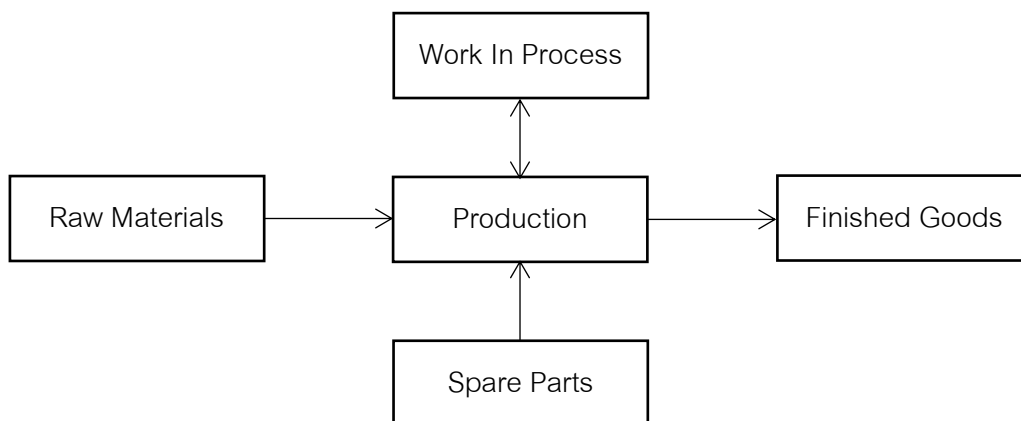 Work In Process
Raw Materials
Production
Finished Goods
Spare Parts